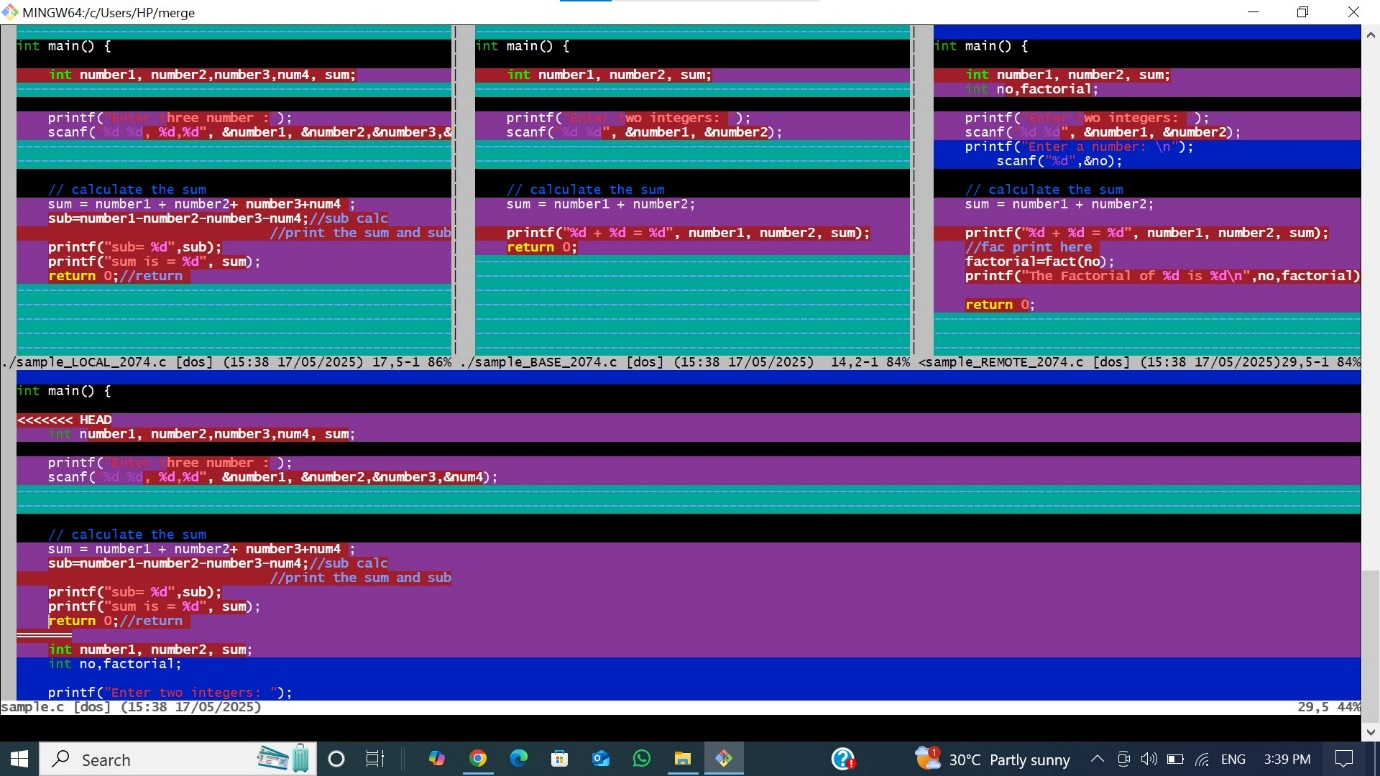 MINGW64:/c/Users/HP/merge
int main() {
int number1, number2,number3,num4, sum;
printf("Enter three number : ");
scanf("%d %d, %d,%d", &number1, &number2,&number3,&
// calculate the sum
sum = number1 + number2+ number3+num4 ;
sub=number1-number2-number3-num4;//sub calc
//print the sum and sub
printf("sub= %d",sub);
printf("sum is = %d", sum);
return 0;//return
./sample_LOCAL_2074.c [dos] (15:38 17/05/2025) 17,5-1 86%
int main() {
int number1, number2, sum;
printf("Enter two integers: ");
scanf("%d %d", &number1, &number2);
// calculate the sum
sum = number1 + number2;
printf("%d + %d = %d", number1, number2, sum);
return 0;
./sample_BASE_2074.c [dos] (15:38 17/05/2025) 14,2-1 84%
int main() {
int number1, number2, sum;
int no,factorial;
printf("Enter two integers: ");
scanf("%d %d", &number1, &number2);
printf("Enter a number: \n");
scanf("%d",&no);
// calculate the sum
sum = number1 + number2;
printf("%d + %d = %d", number1, number2, sum);
//fac print here
factorial=fact(no);
printf("The Factorial of %d is %d\n",no,factorial)
return 0;
<sample_REMOTE_2074.c [dos] (15:38 17/05/2025)29,5-1 84%
int main() {
<<<<<<< HEAD
int number1, number2,number3,num4, sum;
printf("Enter three number : ");
scanf("%d %d, %d,%d", &number1, &number2,&number3,&num4);
// calculate the sum
sum = number1 + number2+ number3+num4 ;
sub=number1-number2-number3-num4;//sub calc
//print the sum and sub
printf("sub= %d",sub);
printf("sum is = %d", sum);
return 0;//return
=======
int number1, number2, sum;
int no,factorial;
printf("Enter two integers: ");
sample.c [dos] (15:38 17/05/2025) 29,5 44%
Search
1
30°C Partly sunny
ENG
3:39 PM